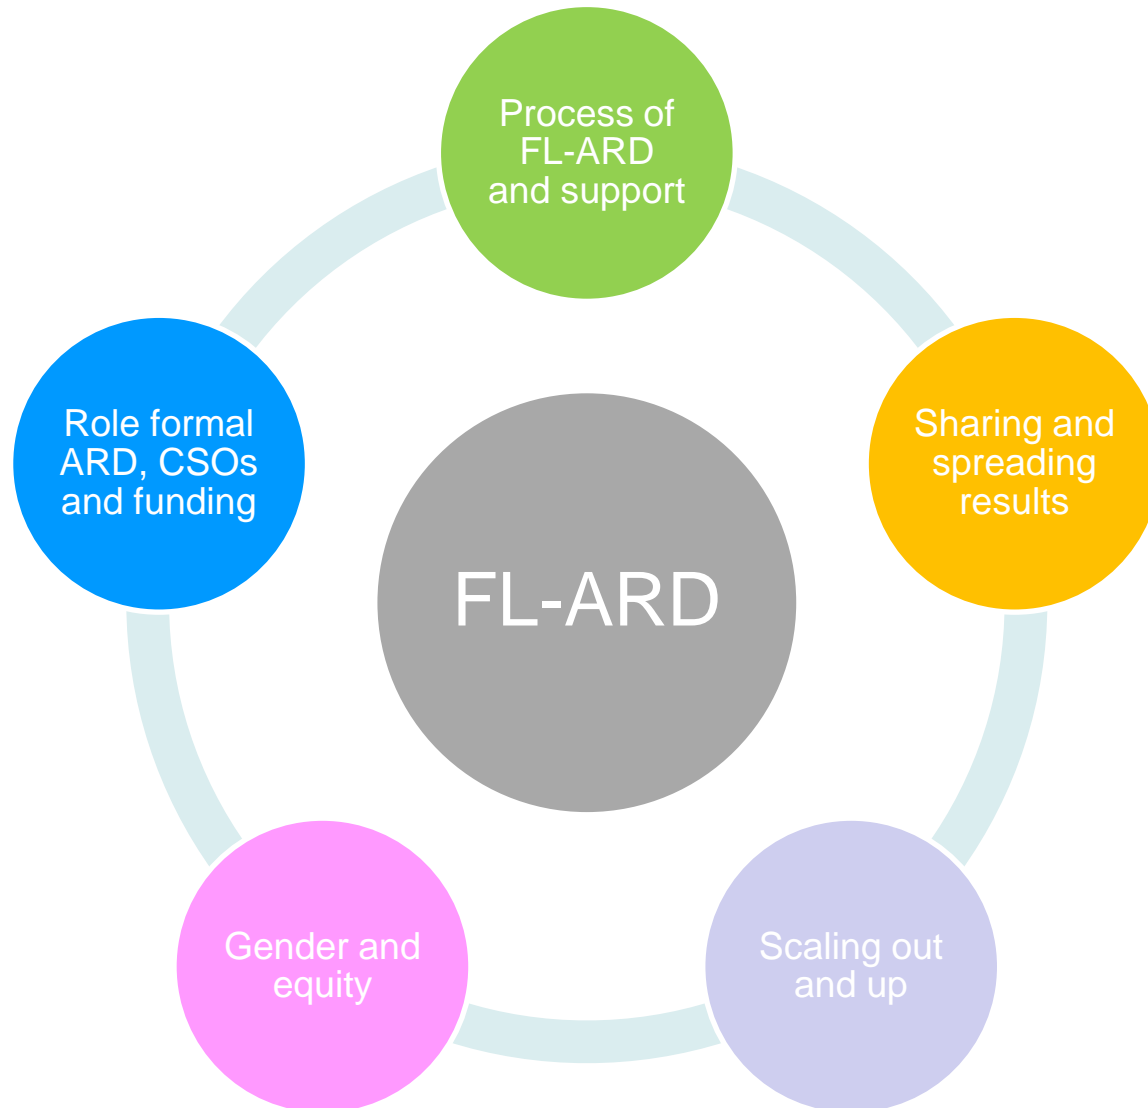 Process of
FL-ARD
and support
Role formal
ARD, CSOs
and funding
Sharing and
spreading
results
FL-ARD
Gender and
equity
Scaling out
and up